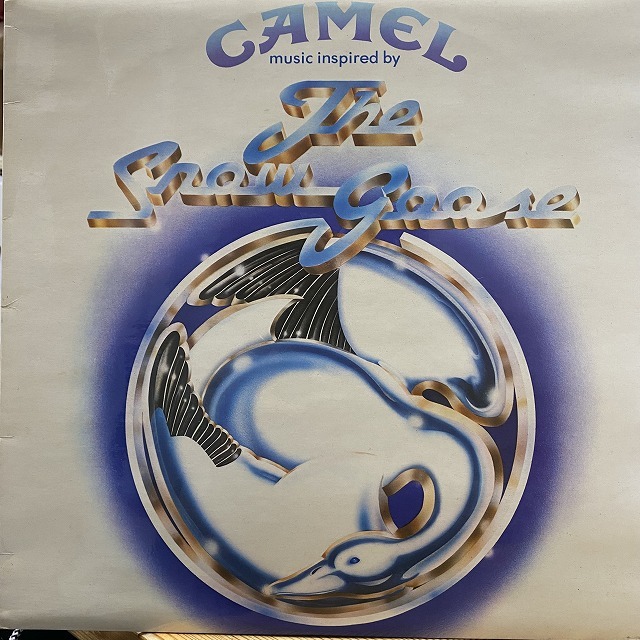 CAMEL
music inspired by
The
Snow Goose